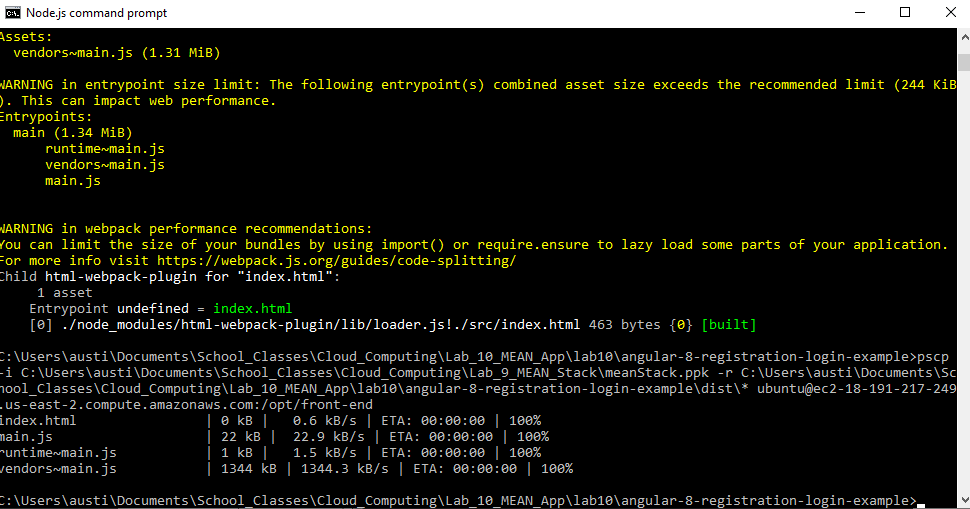 Node.js command prompt
Assets:
vendors~main.js (1.31 MiB)
WARNING in entrypoint size limit: The following entrypoint(s) combined asset size exceeds the recommended limit (244 KiB
). This can impact web performance.
Entrypoints:
main (1.34 MiB)
runtime~main.js
vendors~main.js
main.js
WARNING in webpack performance recommendations:
You can limit the size of your bundles by using import() or require.ensure to lazy load some parts of your application.
For more info visit https://webpack.js.org/guides/code-splitting/
Child html-webpack-plugin for "index.html":
1 asset
Entrypoint undefined = index.html
[0] ./node_modules/html-webpack-plugin/lib/loader.js!./src/index.html 463 bytes {0} [built]
C:\Users\austi\Documents\School_Classes\Cloud_Computing\Lab_10_MEAN_App\lab10\angular-8-registration-login-example>pscp
-i C:\Users\austi\Documents\School_Classes\Cloud_Computing\Lab_9_MEAN_Stack\meanStack.ppk -r C:\Users\austi\Documents\Sc
hool_Classes\Cloud_Computing\Lab_10_MEAN_App\lab10\angular-8-registration-login-example\dist\* ubuntu@ec2-18-191-217-249
.us-east-2.compute.amazonaws.com:/opt/front-end
index.html | 0 kB | 0.6 kB/s | ETA: 00:00:00 | 100%
main.js | 22 kB | 22.9 kB/s | ETA: 00:00:00 | 100%
runtime~main.js | 1 kB | 1.5 kB/s | ETA: 00:00:00 | 100%
vendors~main.js | 1344 kB | 1344.3 kB/s | ETA: 00:00:00 | 100%
C:\Users\austi\Documents\School_Classes\Cloud_Computing\Lab_10_MEAN_App\lab10\angular-8-registration-login-example>